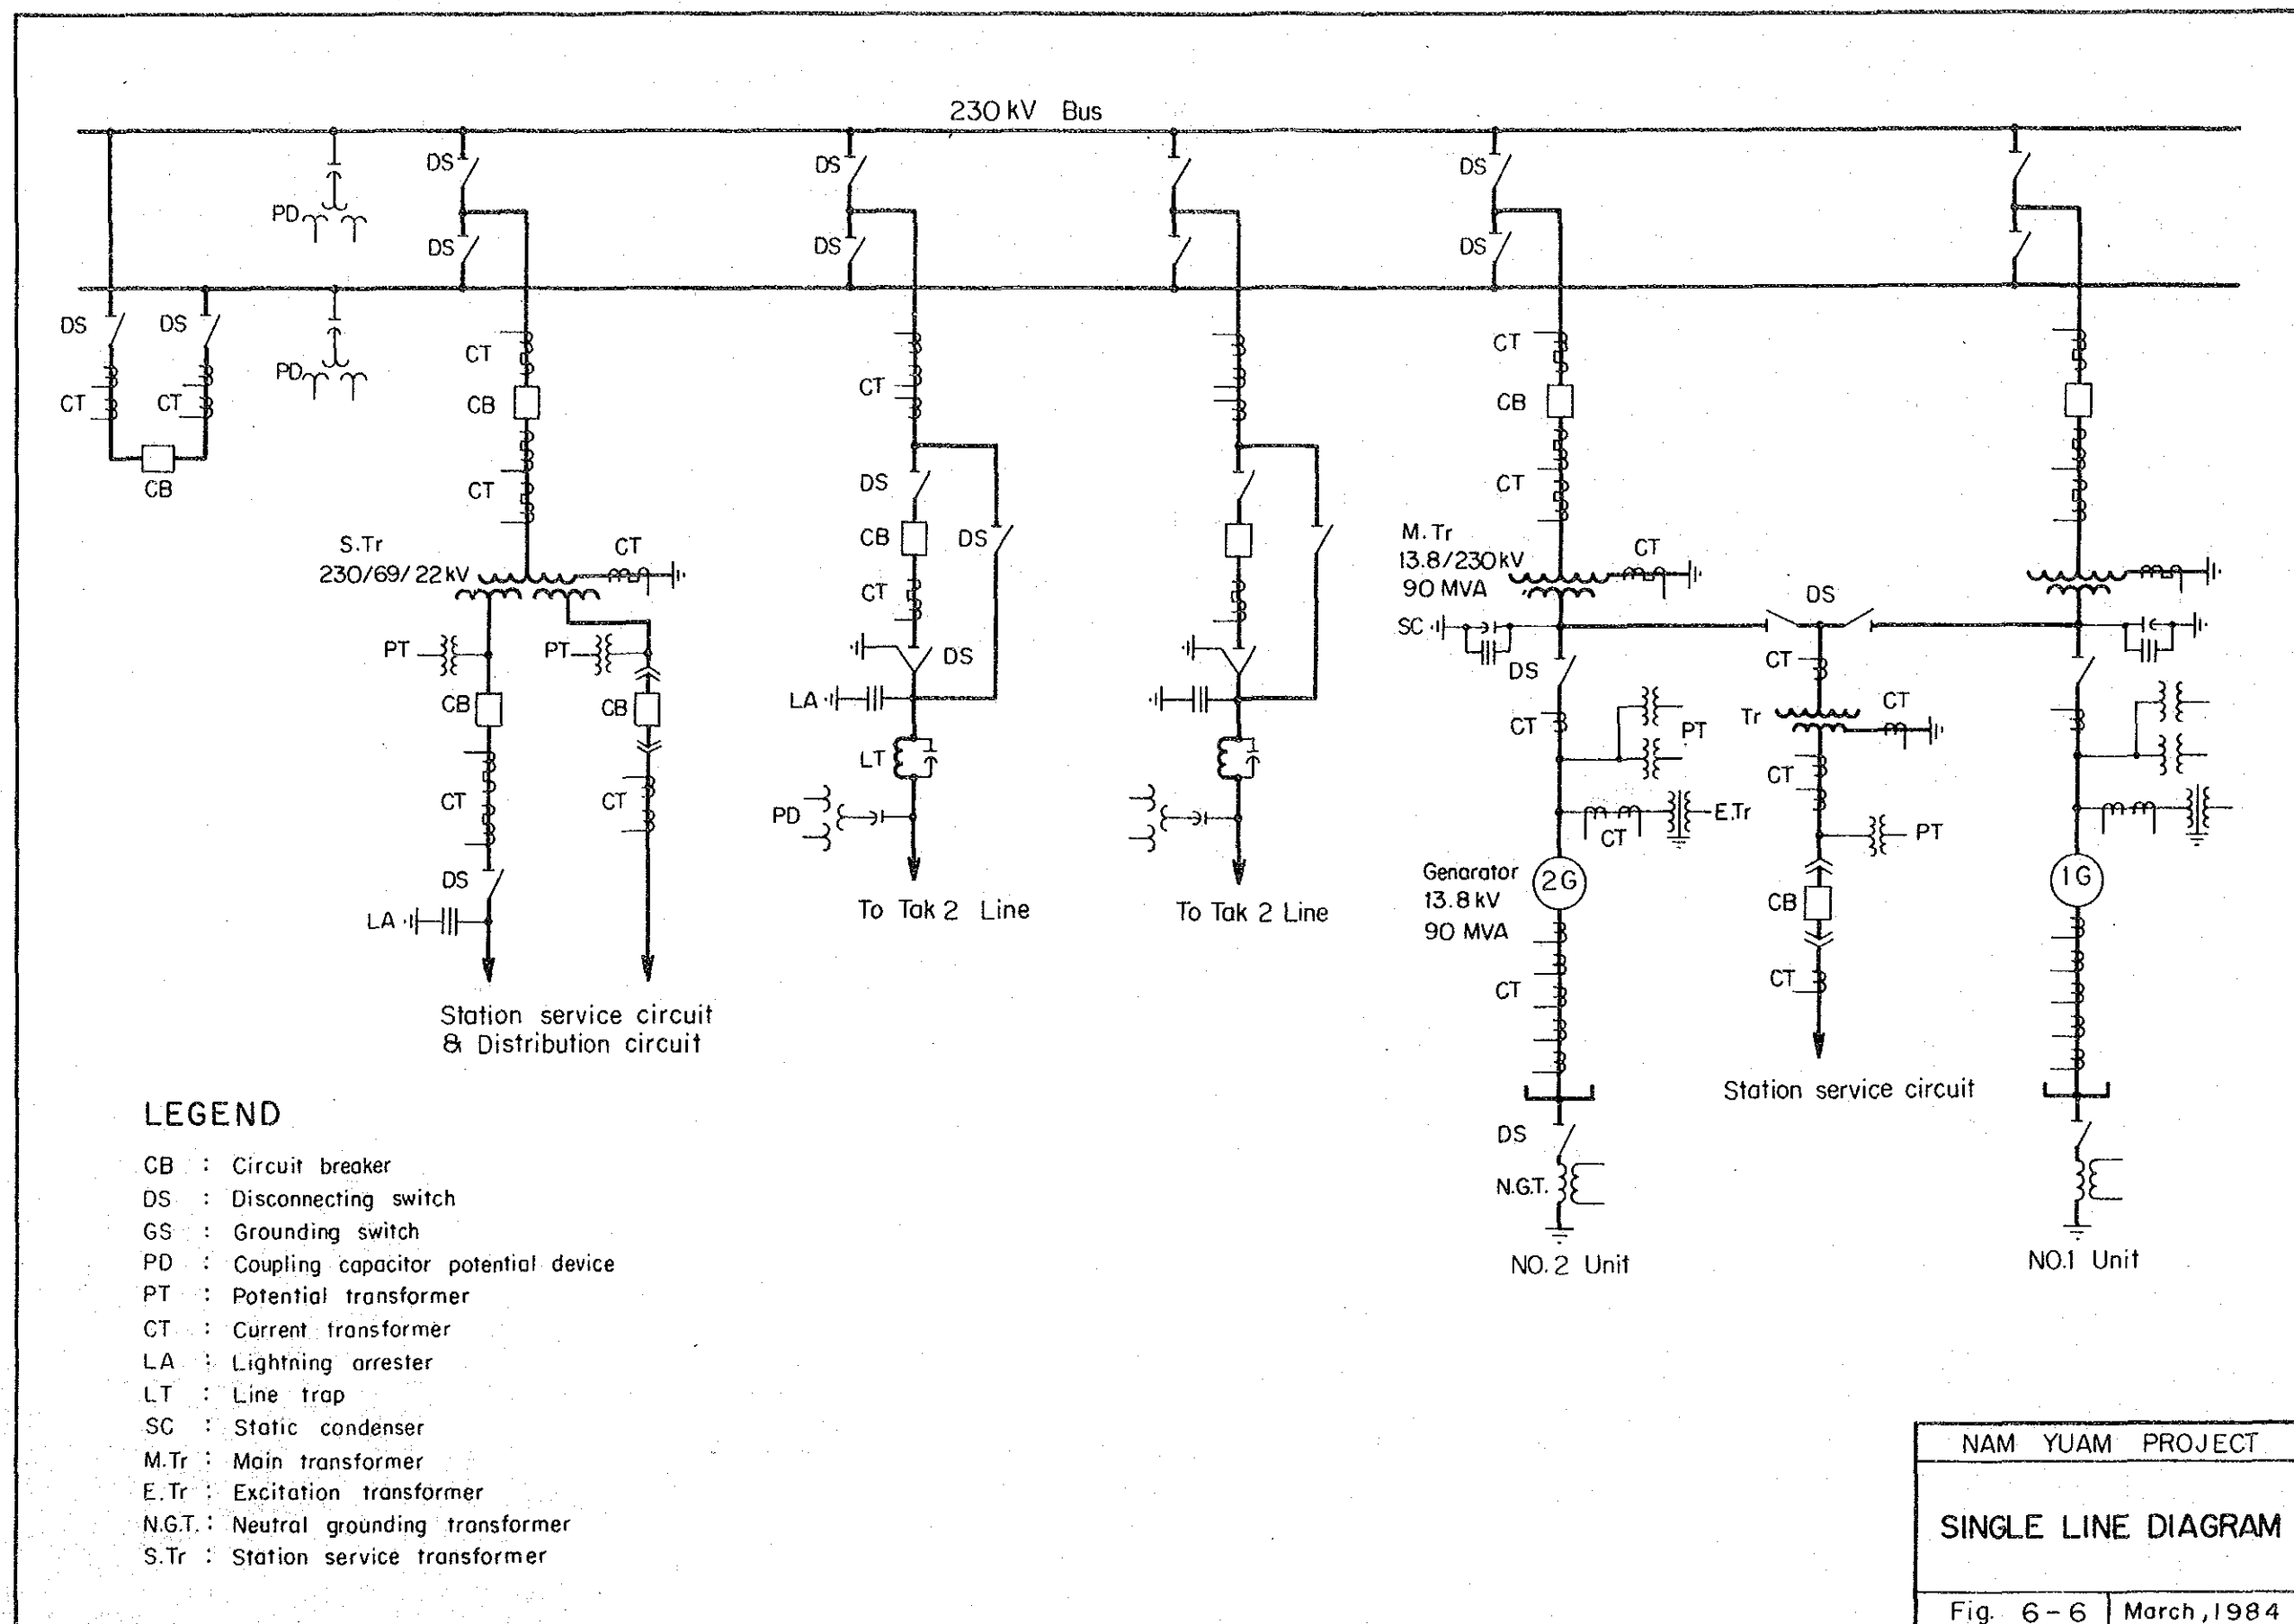 230 kV Bus
DS
DS
DS
DS
PD
DS
DS
DS
DS
DS
CT
CT
PD
CT
CT
CT
CB
CT
CB
CB
CT
DS
CT
S.Tr
230/69/22 kV
CT
CB
DS
M.Tr
13.8/230kV
90 MVA
CT
CT
DS
SC
PT
PT
DS
DS
CT
CB
CB
LA
CT
PT
Tr
CT
LT
CT
CT
CT
PD
CT
E.Tr
PT
DS
Genarator
13.8 kV
90 MVA
2G
1G
CB
LA
To Tak 2 Line
To Tak 2 Line
CT
CT
Station service circuit
& Distribution circuit
Station service circuit
DS
N.G.T.
NO.2 Unit
NO.1 Unit
LEGEND
CB : Circuit breaker
DS : Disconnecting switch
GS : Grounding switch
PD : Coupling capacitor potential device
PT : Potential transformer
CT : Current transformer
LA : Lightning arrester
LT : Line trap
SC : Static condenser
M.Tr : Main transformer
E.Tr : Excitation transformer
N.G.T. : Neutral grounding transformer
S.Tr : Station service transformer
NAM YUAM PROJECT
SINGLE LINE DIAGRAM
Fig. 6-6 March, 1984